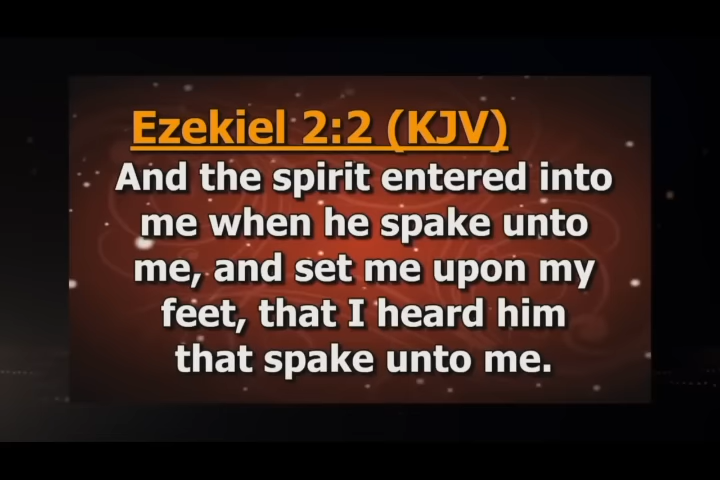 Ezekiel 2:2 (KJV)
And the spirit entered into
me when he spake unto
me, and set me upon my
feet, that I heard him
that spake unto me.